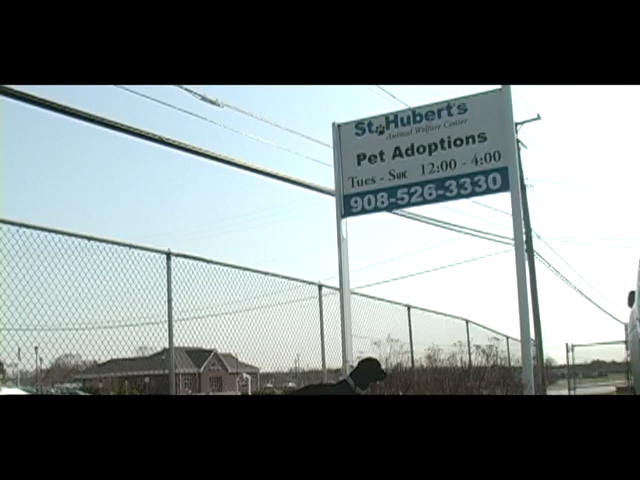 St. Hubert's
Animal Welfare Center
Pet Adoptions
Tues - Sun 12:00 - 4:00
908-526-3330